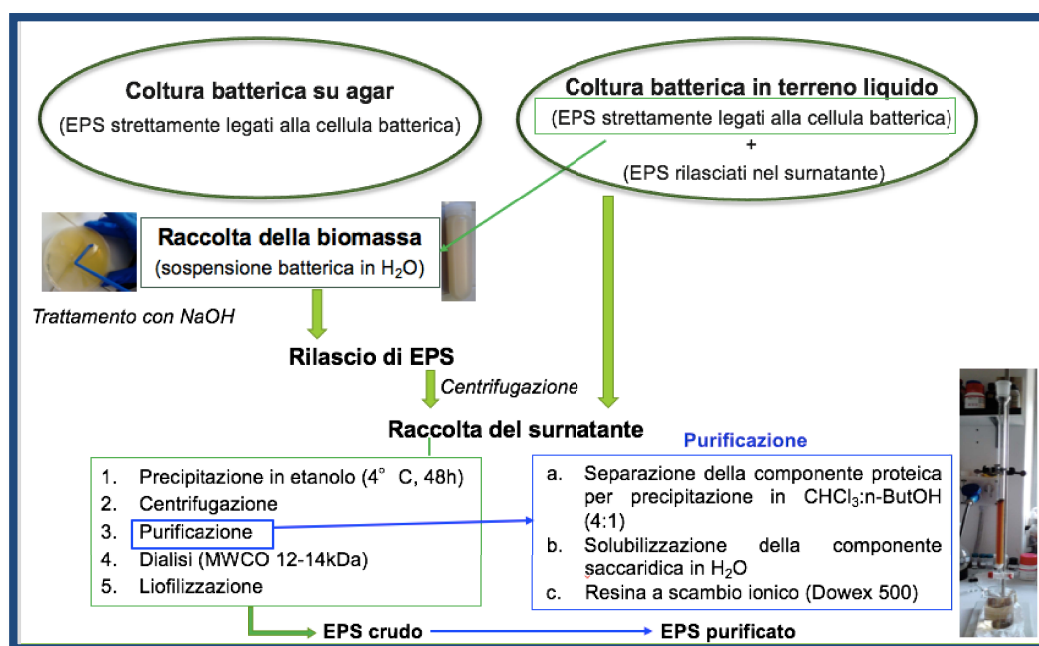 Coltura batterica su agar
(EPS strettamente legati alla cellula batterica)
Coltura batterica in terreno liquido
(EPS strettamente legati alla cellula batterica)
+
(EPS rilasciati nel surnatante)
Raccolta della biomassa
(sospensione batterica in H₂O)
Trattamento con NaOH
Rilascio di EPS
Centrifugazione
Raccolta del surnatante
1. Precipitazione in etanolo (4° C, 48h)
2. Centrifugazione
3. Purificazione
4. Dialisi (MWCO 12-14kDa)
5. Liofilizzazione
Purificazione
a. Separazione della componente proteica
per precipitazione in CHCl₃:n-ButOH
(4:1)
b. Solubilizzazione della componente
saccaridica in H₂O
c. Resina a scambio ionico (Dowex 500)
EPS crudo
EPS purificato